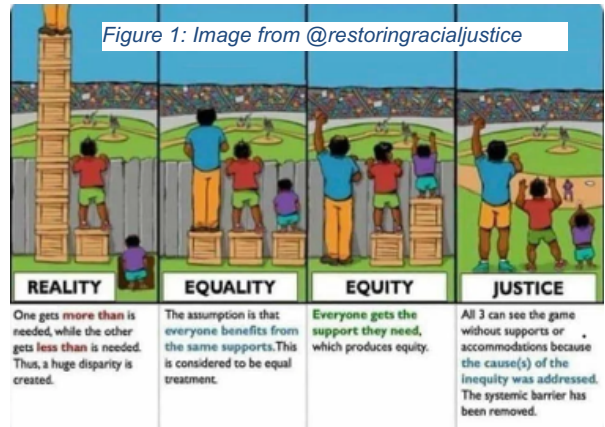 Figure 1: Image from @restoringracialjustice
REALITY
One gets more than is
needed, while the other
gets less than is needed.
Thus, a huge disparity is
created.
EQUALITY
The assumption is that
everyone benefits from
the same supports. This
is considered to be equal
treatment.
EQUITY
Everyone gets the
support they need,
which produces equity.
JUSTICE
All 3 can see the game
without supports or
accommodations because
the cause(s) of the
inequity was addressed.
The systemic barrier has
been removed.